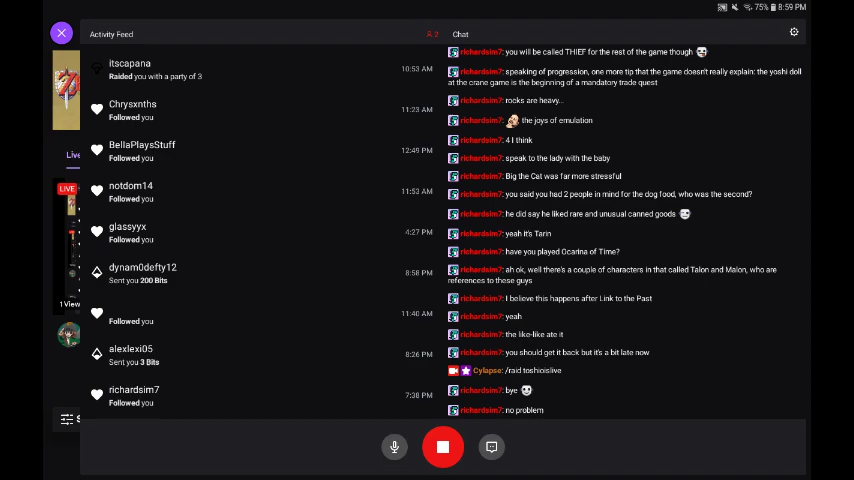 75% 8:59 PM
Activity Feed
2
Chat
itscapana
Raided you with a party of 3
10:53 AM
Chrysxnths
Followed you
11:23 AM
BellaPlaysStuff
Followed you
12:49 PM
notdom14
Followed you
11:53 AM
glassyyx
Followed you
4:27 PM
dynam0defty12
Sent you 200 Bits
8:58 PM
Followed you
11:40 AM
alexlexi05
Sent you 3 Bits
8:26 PM
richardsim7
Followed you
7:38 PM
richardsim7: you will be called THIEF for the rest of the game though
richardsim7: speaking of progression, one more tip that the game doesn't really explain: the yoshi doll
at the crane game is the beginning of a mandatory trade quest
richardsim7: rocks are heavy...
richardsim7: the joys of emulation
richardsim7: 4 I think
richardsim7: speak to the lady with the baby
richardsim7: Big the Cat was far more stressful
richardsim7: you said you had 2 people in mind for the dog food, who was the second?
richardsim7: he did say he liked rare and unusual canned goods
richardsim7: yeah it's Tarin
richardsim7: have you played Ocarina of Time?
richardsim7: ah ok, well there's a couple of characters in that called Talon and Malon, who are
references to these guys
richardsim7: I believe this happens after Link to the Past
richardsim7: yeah
richardsim7: the like-like ate it
richardsim7: you should get it back but it's a bit late now
Cylapse: /raid toshioislive
richardsim7: bye
richardsim7: no problem
Live
LIVE
1 View
S